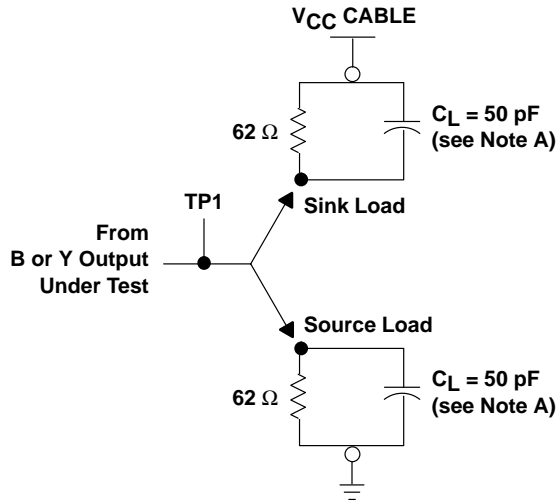 VCC CABLE
62 Ω
CL = 50 pF
(see Note A)
TP1
Sink Load
From
B or Y Output
Under Test
Source Load
62 Ω
CL = 50 pF
(see Note A)